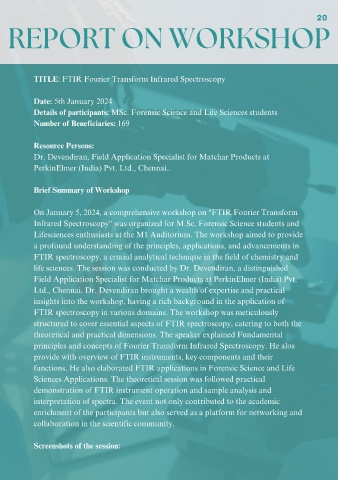 20
REPORT ON WORKSHOP
TITLE: FTIR Fourier Transform Infrared Spectroscopy
Date: 5th January 2024
Details of participants: MSc. Forensic Science and Life Sciences students
Number of Beneficiaries: 169
Resource Persons:
Dr. Devendiran, Field Application Specialist for Matchar Products at
PerkinElmer (India) Pvt. Ltd., Chennai..
Brief Summary of Workshop
On January 5, 2024, a comprehensive workshop on "FTIR Fourier Transform
Infrared Spectroscopy" was organized for M.Sc. Forensic Science students and
Lifesciences enthusiasts at the M1 Auditorium. The workshop aimed to provide
a profound understanding of the principles, applications, and advancements in
FTIR spectroscopy, a crucial analytical technique in the field of chemistry and
life sciences. The session was conducted by Dr. Devendiran, a distinguished
Field Application Specialist for Matchar Products at PerkinElmer (India) Pvt.
Ltd., Chennai. Dr. Devendiran brought a wealth of expertise and practical
insights into the workshop, having a rich background in the application of
FTIR spectroscopy in various domains. The workshop was meticulously
structured to cover essential aspects of FTIR spectroscopy, catering to both the
theoretical and practical dimensions. The speaker explained Fundamental
principles and concepts of Fourier Transform Infrared Spectroscopy. He alos
provide with overview of FTIR instruments, key components and their
functions. He also elaborated FTIR applications in Forensic Science and Life
Sciences Applications. The theoretical session was followed practical
demonstration of FTIR instrument operation and sample analysis and
interpretation of spectra. The event not only contributed to the academic
enrichment of the participants but also served as a platform for networking and
collaboration in the scientific community.
Screenshots of the session: